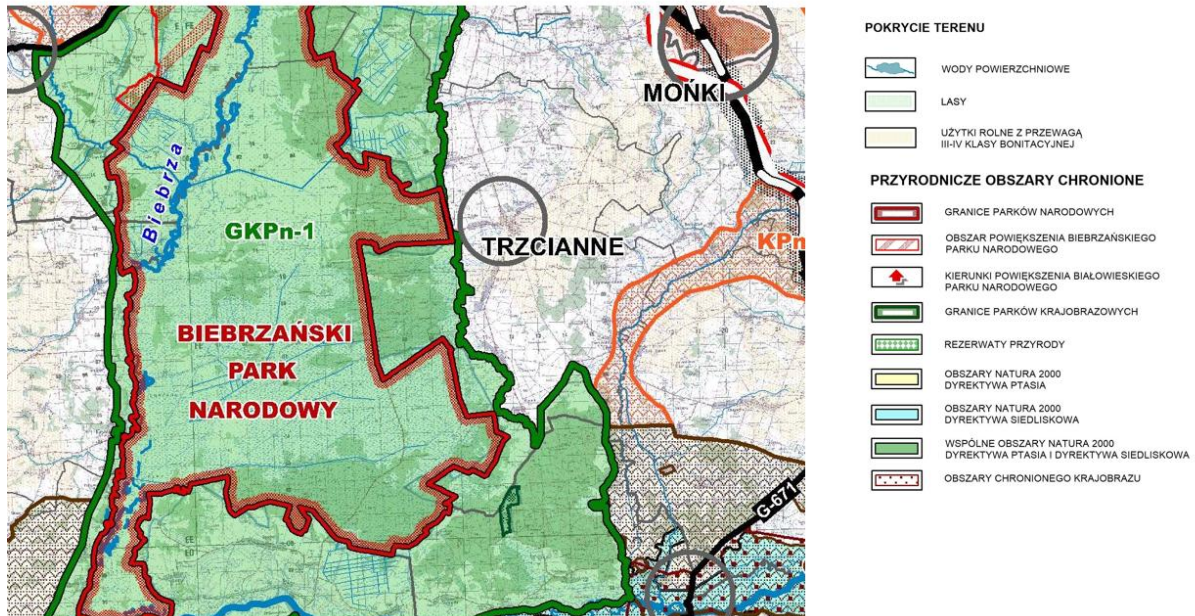 MOŃKI
Biebrza
GKPn-1
TRZCIANNE
KPn
BIEBRZAŃSKI
PARK
NARODOWY
G-671
POKRYCIE TERENU
WODY POWIERZCHNIOWE
LASY
UŻYTKI ROLNE Z PRZEWAGĄ
III-IV KLASY BONITACYJNEJ
PRZYRODNICZE OBSZARY CHRONIONE
GRANICE PARKÓW NARODOWYCH
OBSZAR POWIĘKSZENIA BIEBRZAŃSKIEGO
PARKU NARODOWEGO
KIERUNKI POWIĘKSZENIA BIAŁOWIESKIEGO
PARKU NARODOWEGO
GRANICE PARKÓW KRAJOBRAZOWYCH
REZERWATY PRZYRODY
OBSZARY NATURA 2000
DYREKTYWA PTASIA
OBSZARY NATURA 2000
DYREKTYWA SIEDLISKOWA
WSPÓLNE OBSZARY NATURA 2000
DYREKTYWA PTASIA I DYREKTYWA SIEDLISKOWA
OBSZARY CHRONIONEGO KRAJOBRAZU